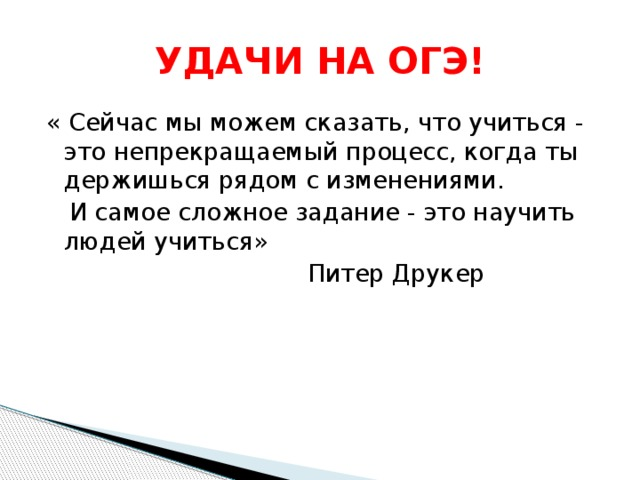 УДАЧИ НА ОГЭ!
« Сейчас мы можем сказать, что учиться -
это непрекращаемый процесс, когда ты
держишься рядом с изменениями.
И самое сложное задание - это научить
людей учиться»
Питер Друкер